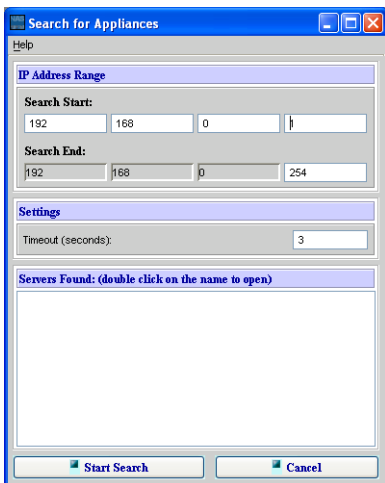 Search for Appliances
Help
IP Address Range
Search Start:
192 168 0 1
Search End:
192 168 0 254
Settings
Timeout (seconds): 3
Servers Found: (double click on the name to open)
Start Search Cancel